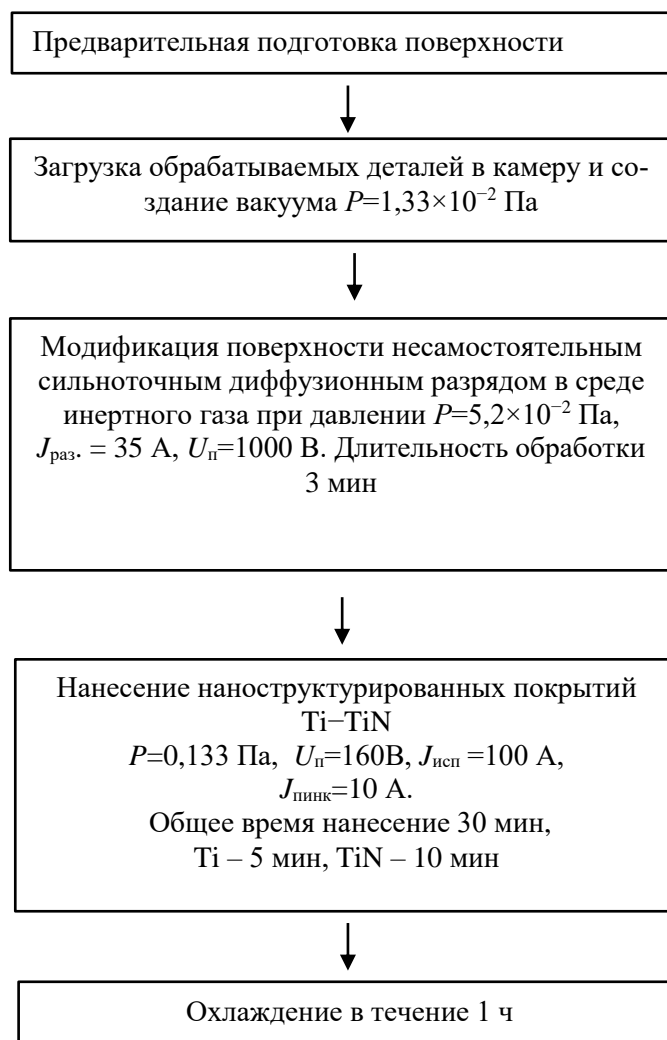 Предварительная подготовка поверхности
Загрузка обрабатываемых деталей в камеру и со-
здание вакуума P=1,33×10⁻² Па
Модификация поверхности несамостоятельным
сильноточным диффузионным разрядом в среде
инертного газа при давлении P=5,2×10⁻² Па,
Jраз. = 35 А, Uп=1000 В. Длительность обработки
3 мин
Нанесение наноструктурированных покрытий
Ti−TiN
P=0,133 Па, Uп=160В, Jисп =100 А,
Jпинк=10 А.
Общее время нанесение 30 мин,
Ti – 5 мин, TiN – 10 мин
Охлаждение в течение 1 ч